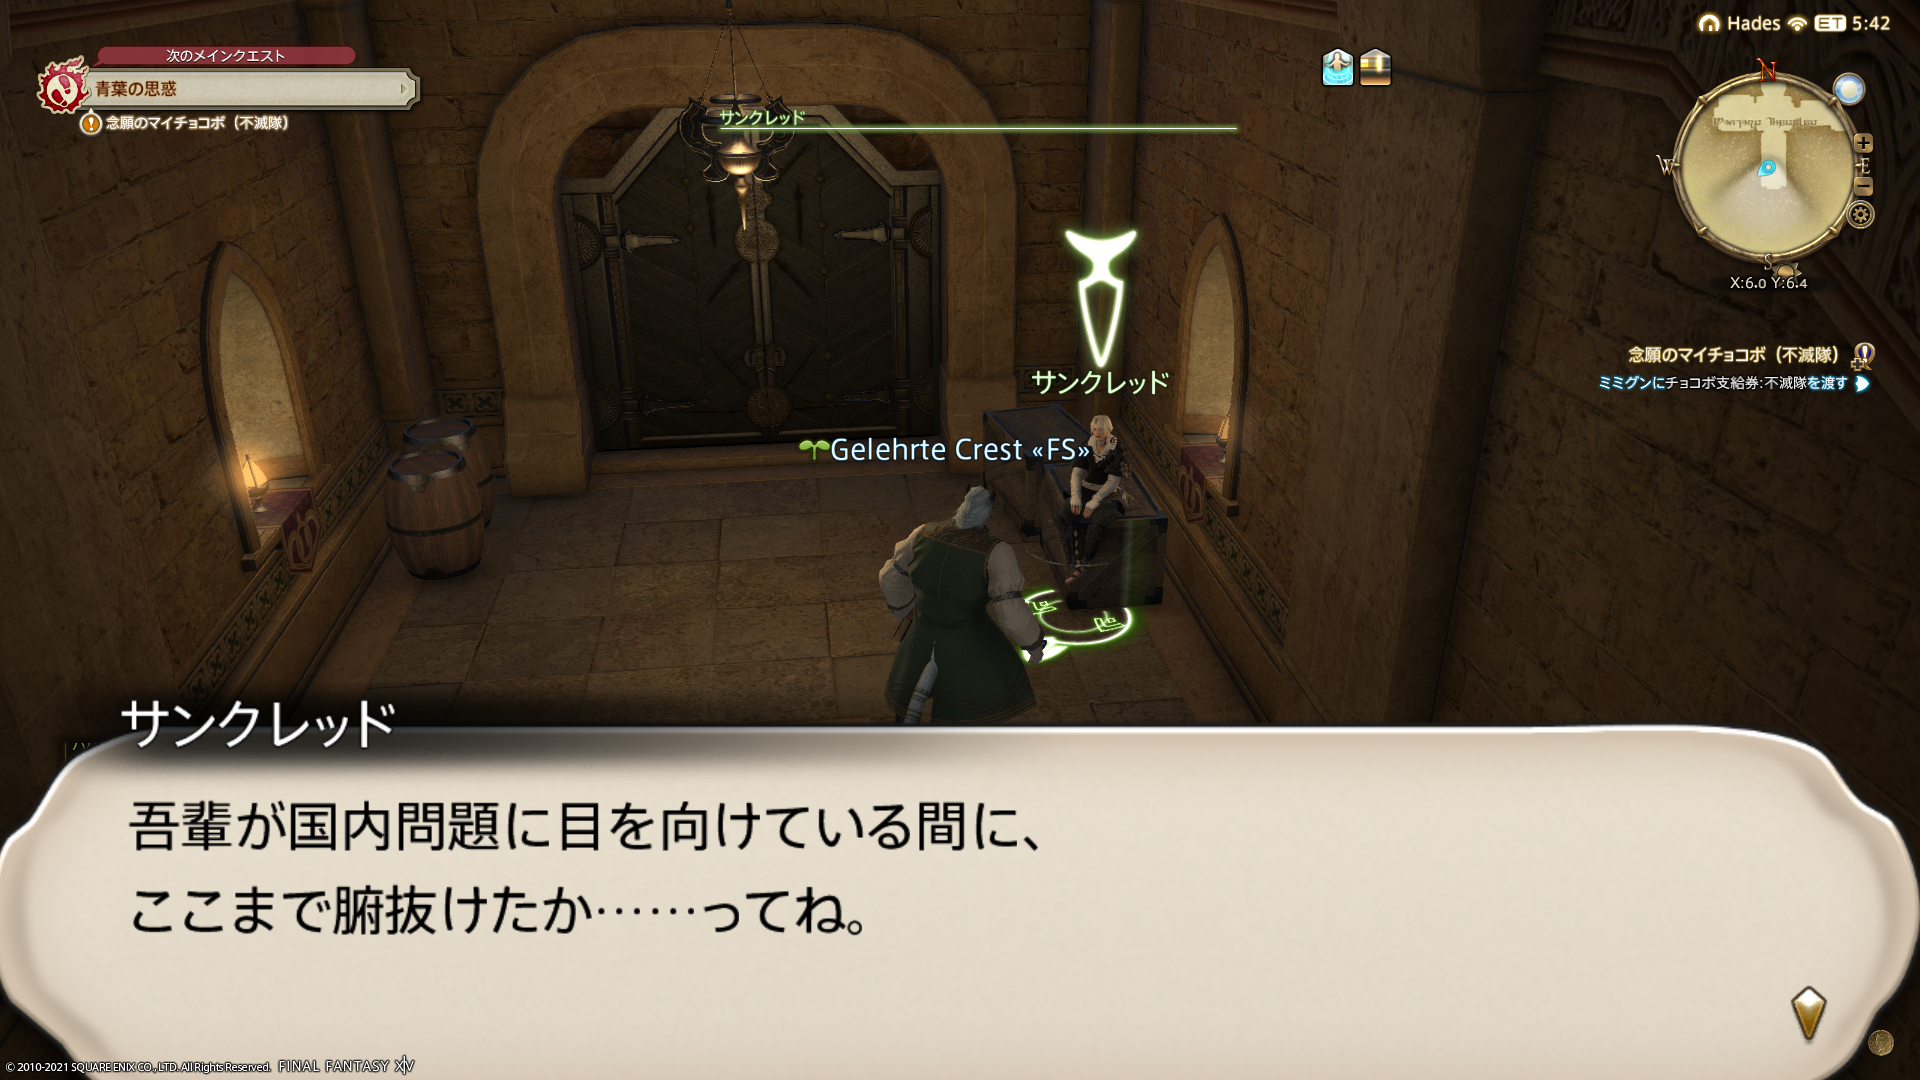 次のメインクエスト
青葉の思惑
念願のマイチョコボ（不滅隊）
サンクレッド
Hades ET 5:42
N
W
E
S
X:6.0 Y:6.4
念願のマイチョコボ（不滅隊）
ミミグンにチョコボ支給券:不滅隊を渡す
サンクレッド
Gelehrte Crest «FS»
サンクレッド
吾輩が国内問題に目を向けている間に、
ここまで腑抜けたか……ってね。
© 2010-2021 SQUARE ENIX CO., LTD. All Rights Reserved. FINAL FANTASY XIV